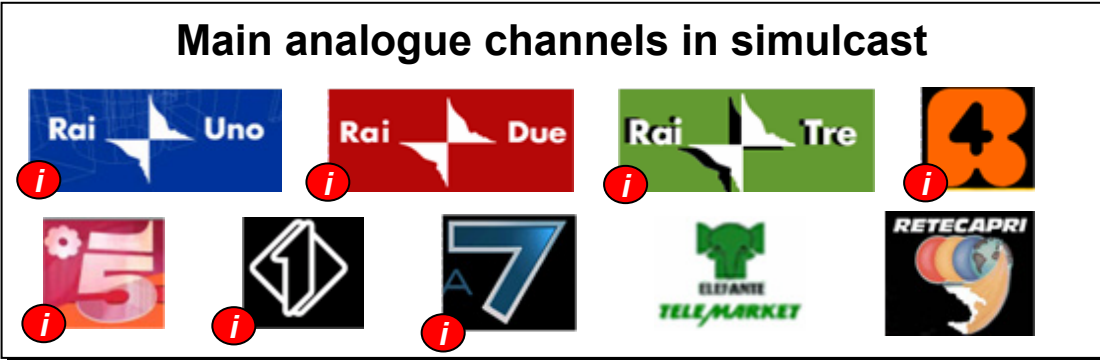 Main analogue channels in simulcast
Rai Uno
Rai Due
Rai Tre
4
i
i
i
i
5
1
A 7
ELEFANTE
TELEMARKET
RETECAPRI
i
i
i